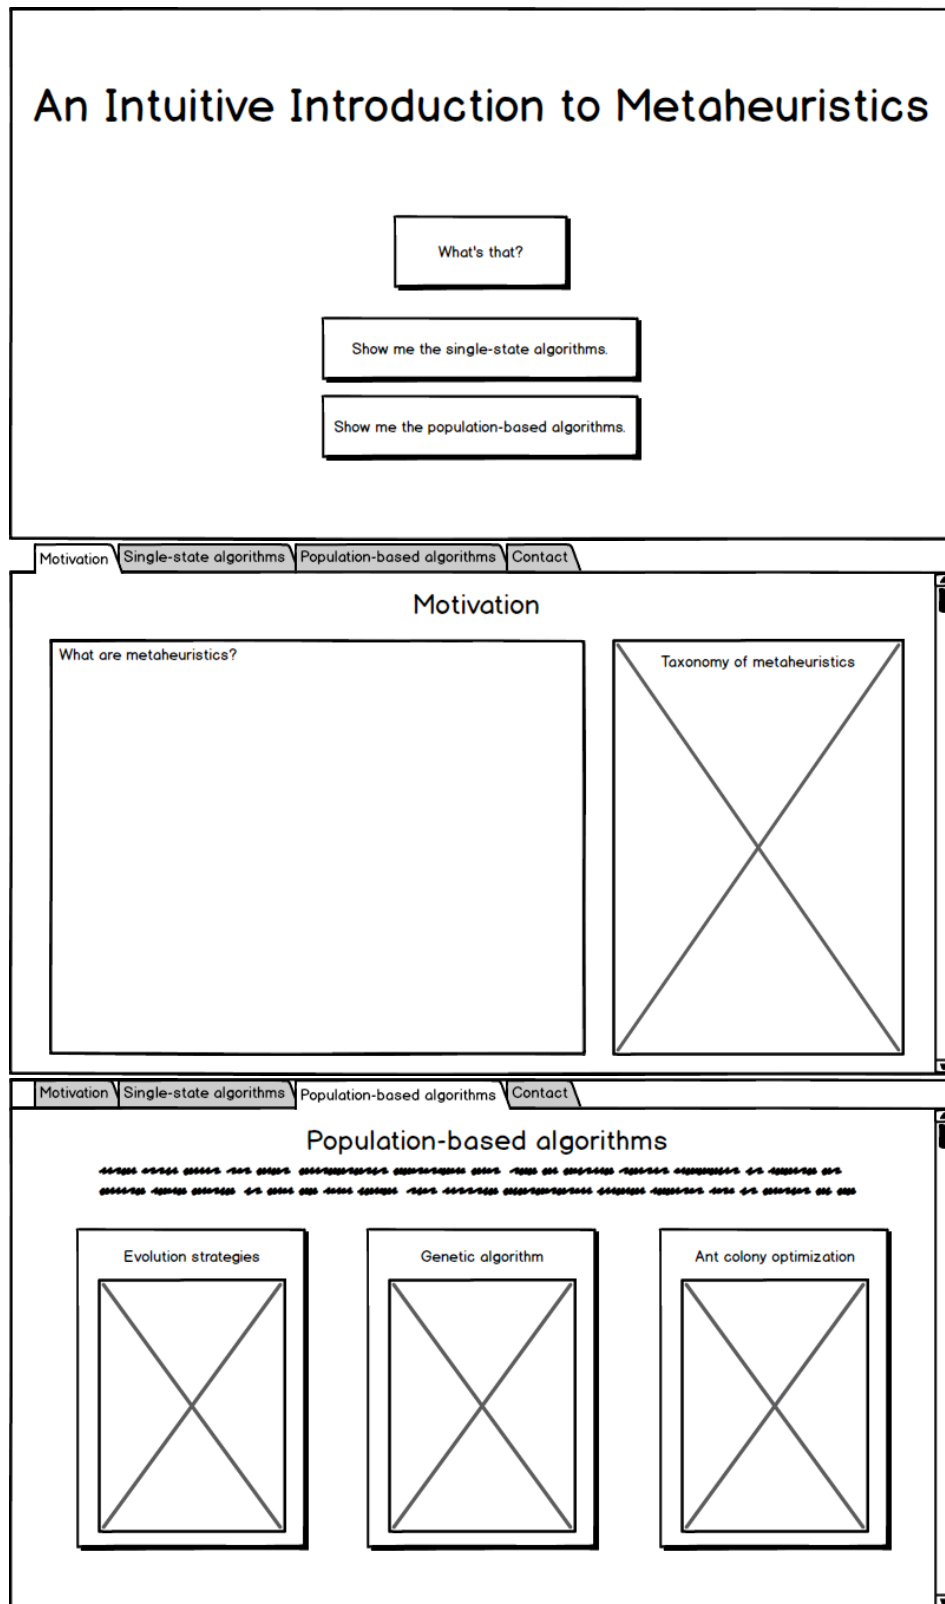 An Intuitive Introduction to Metaheuristics
What's that?
Show me the single-state algorithms.
Show me the population-based algorithms.
Motivation Single-state algorithms Population-based algorithms Contact
Motivation
What are metaheuristics?
Taxonomy of metaheuristics
Motivation Single-state algorithms Population-based algorithms Contact
Population-based algorithms
Evolution strategies
Genetic algorithm
Ant colony optimization